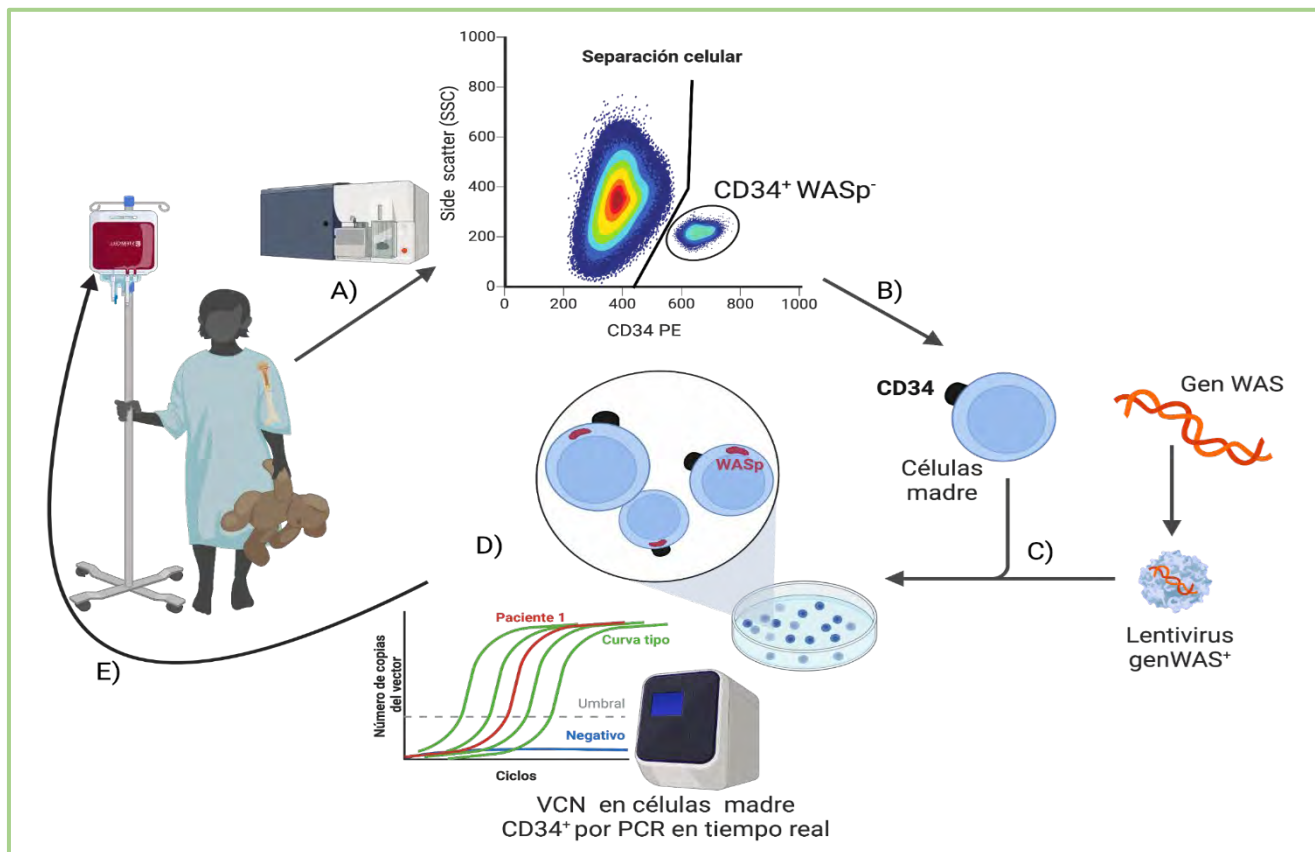 1000
Separación celular
800
600
400
200
0
Side scatter (SSC)
0 200 400 600 800 1000
CD34 PE
CD34⁺ WASp⁻
A)
B)
CD34
Células
madre
Gen WAS
C)
Lentivirus
genWAS⁺
WASp
D)
Paciente 1
Curva tipo
Número de copias
del vector
Umbral
Negativo
Ciclos
VCN en células madre
CD34⁺ por PCR en tiempo real
E)